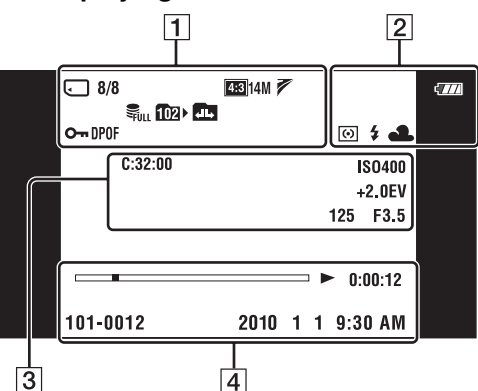 1
2
8/8 4:3 14M
FULL 102
DPOF
C:32:00 ISO400
+2.0EV
125 F3.5
0:00:12
101-0012 2010 1 1 9:30 AM
3
4